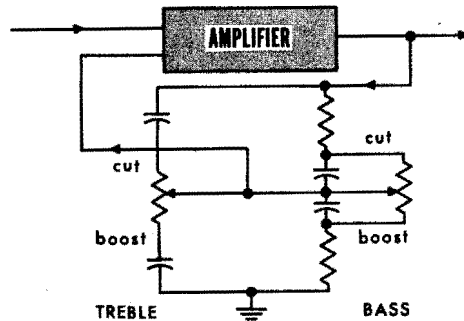 AMPLIFIER
cut
cut
boost
boost
TREBLE
BASS